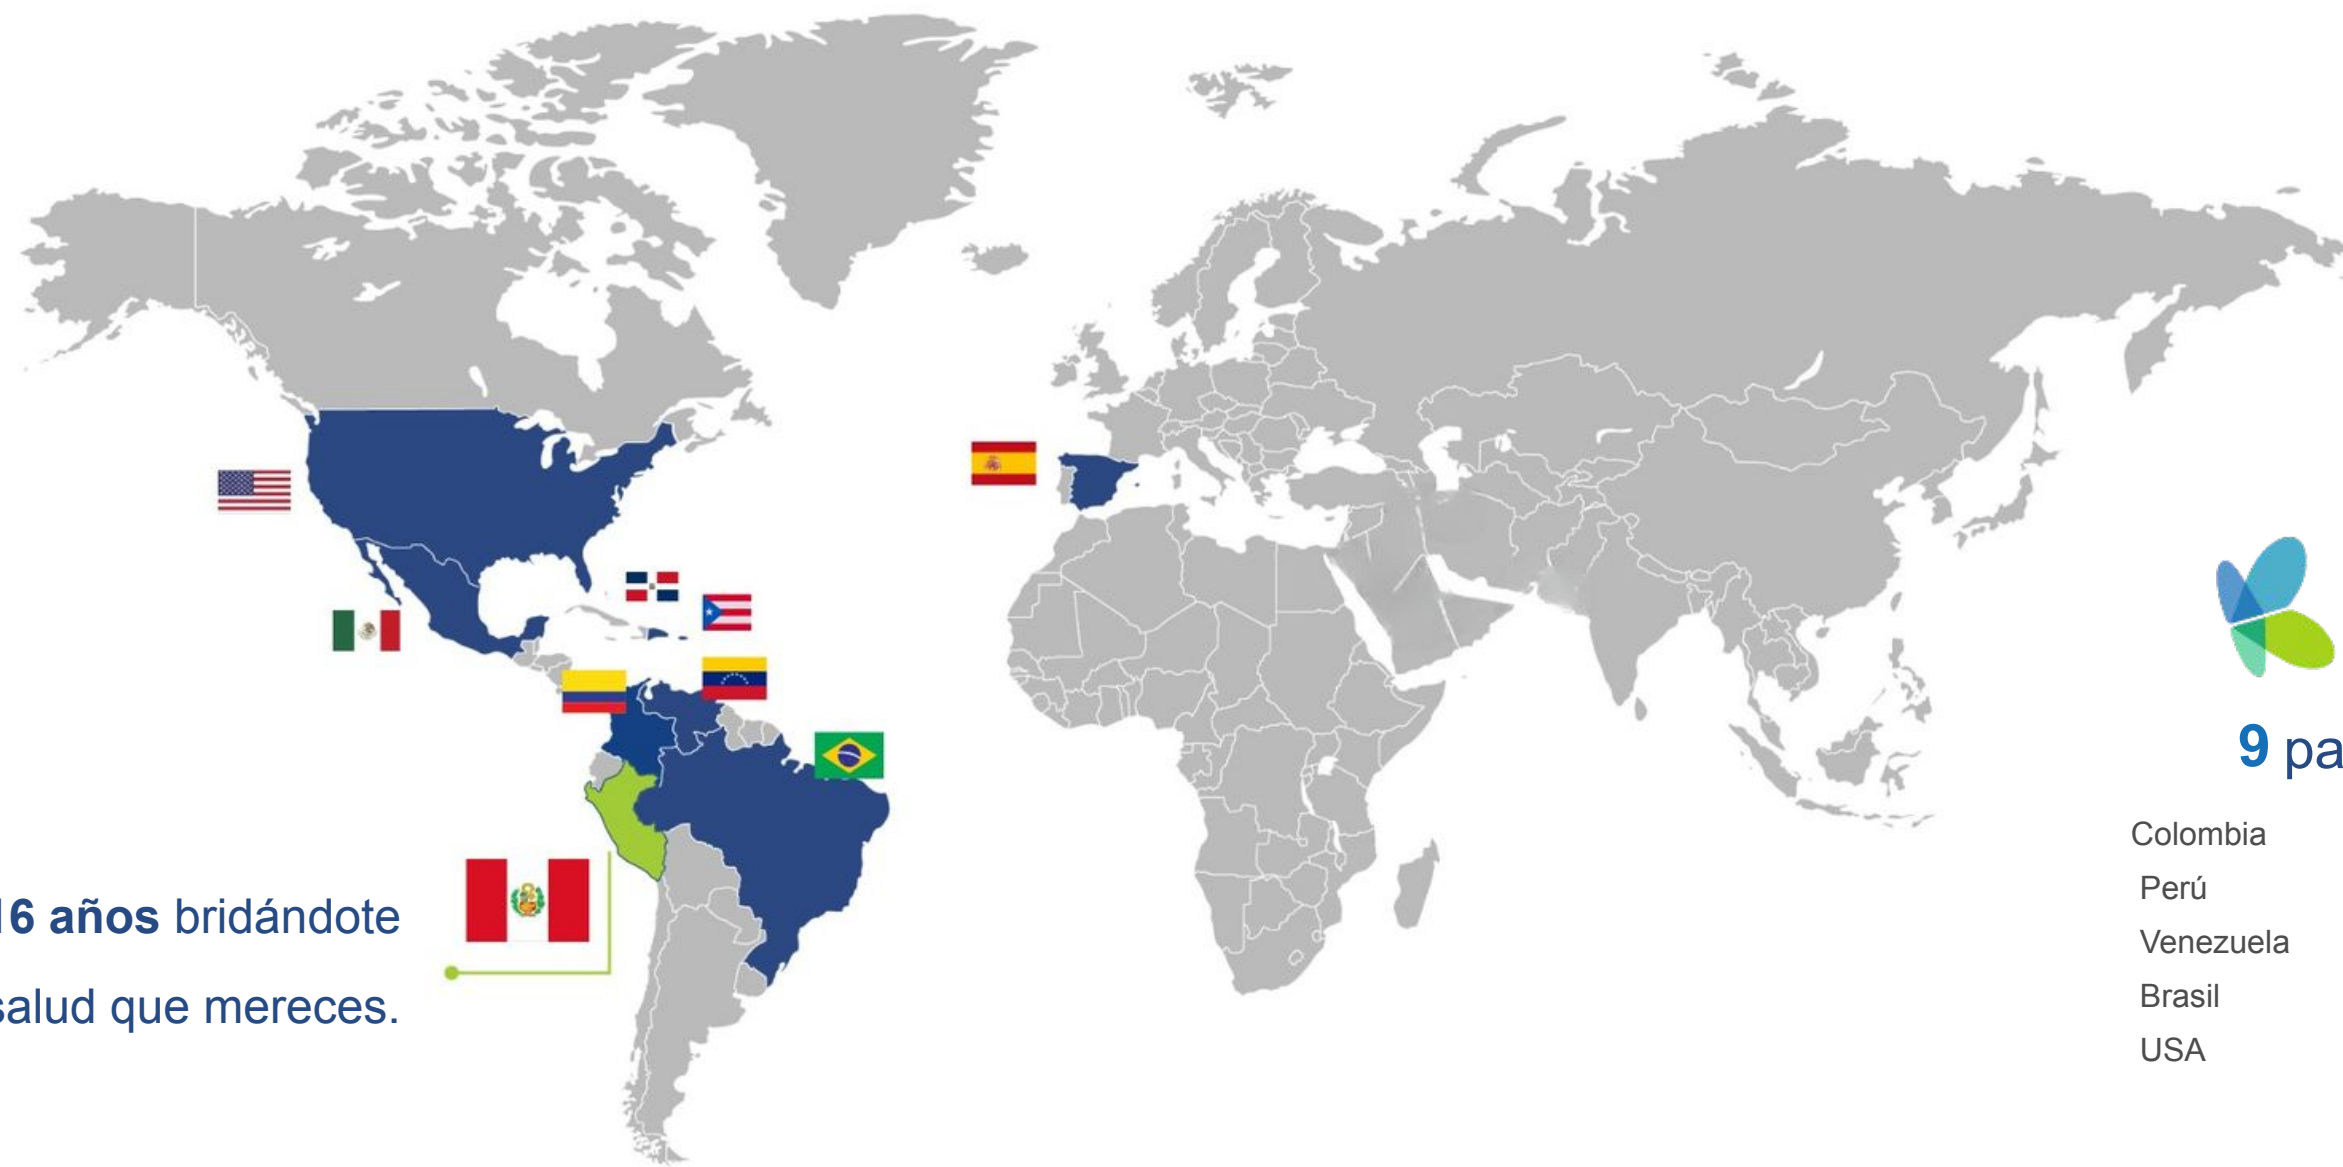 16 años bridándote
salud que mereces.
9 pa
Colombia
Perú
Venezuela
Brasil
USA